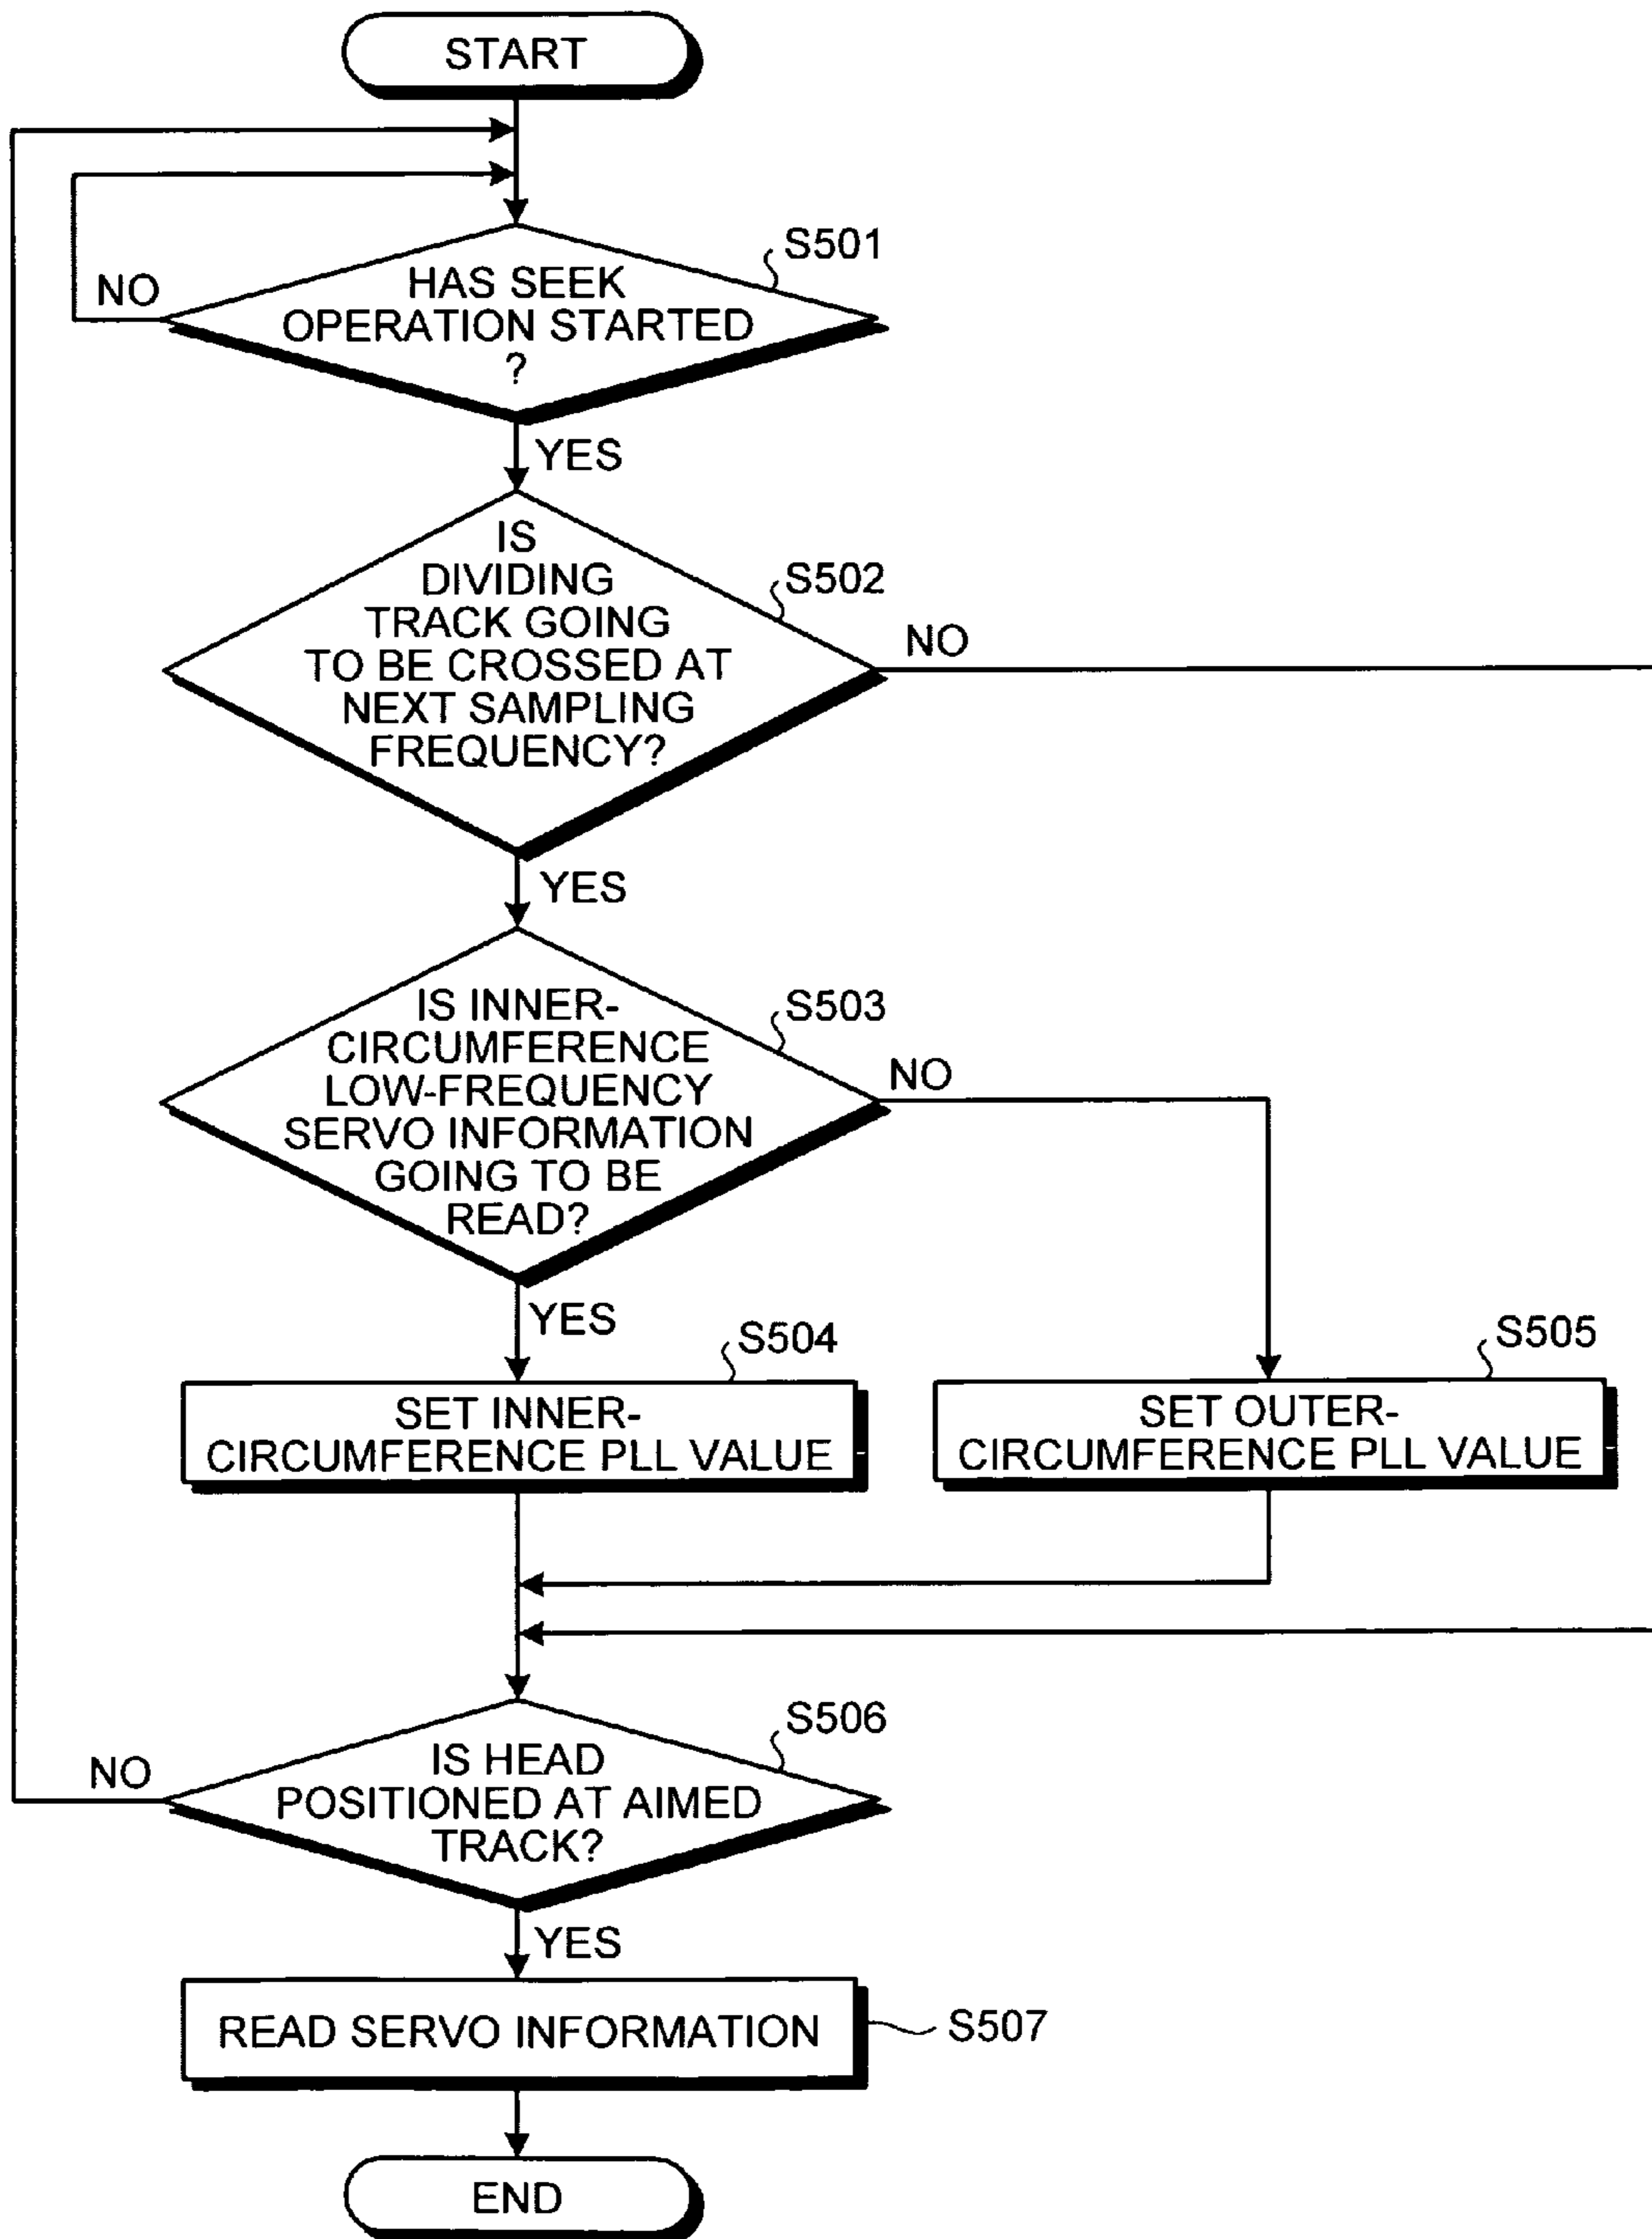 START
S501
NO
HAS SEEK
OPERATION STARTED
?
YES
IS
DIVIDING
TRACK GOING
TO BE CROSSED AT
NEXT SAMPLING
FREQUENCY?
S502
NO
YES
IS INNER-
CIRCUMFERENCE
LOW-FREQUENCY
SERVO INFORMATION
GOING TO BE
READ?
S503
NO
YES
S504
SET INNER-
CIRCUMFERENCE PLL VALUE
S505
SET OUTER-
CIRCUMFERENCE PLL VALUE
S506
NO
IS HEAD
POSITIONED AT AIMED
TRACK?
YES
READ SERVO INFORMATION
S507
END